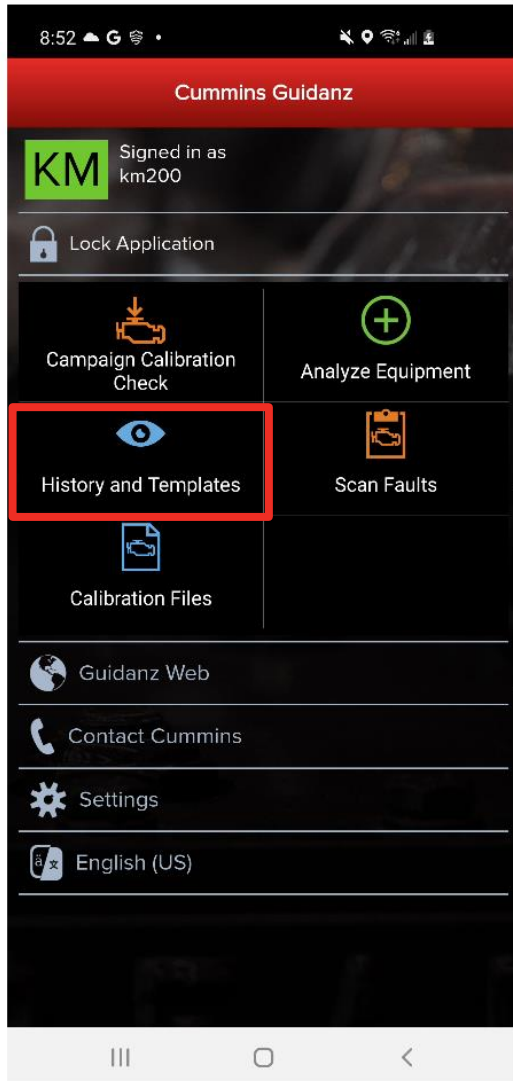 8:52
Cummins Guidanz
KM
Signed in as
km200
Lock Application
Campaign Calibration
Check
Analyze Equipment
History and Templates
Scan Faults
Calibration Files
Guidanz Web
Contact Cummins
Settings
English (US)